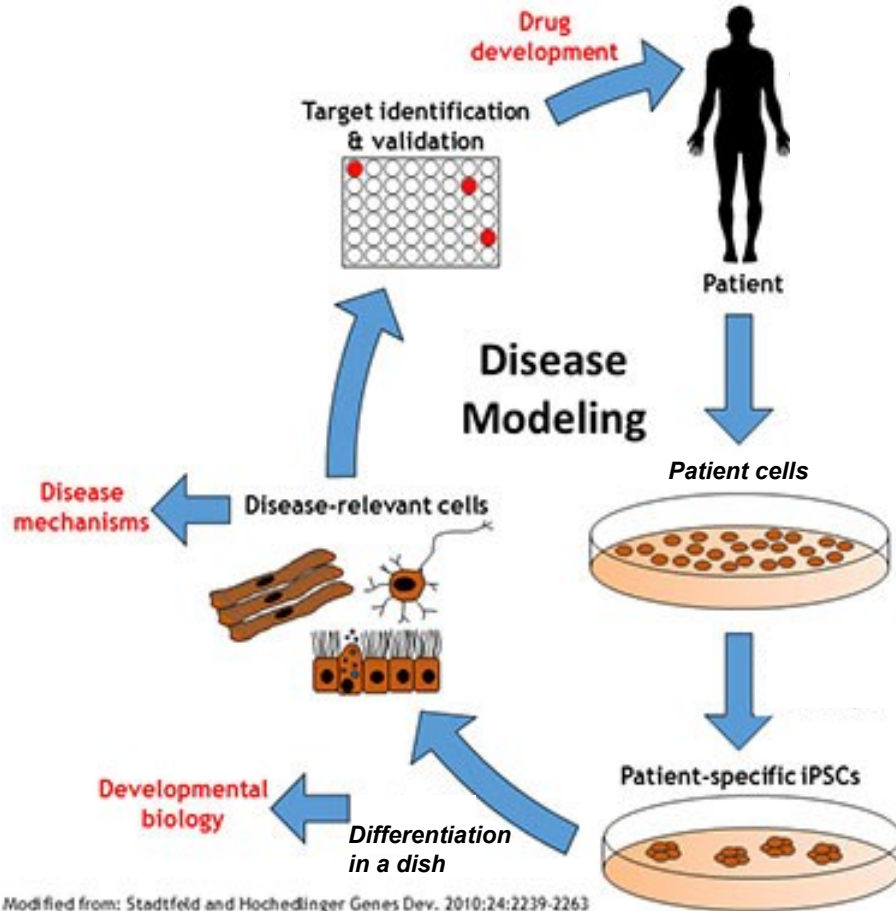 Drug
development
Target identification
& validation
Patient
Disease
Modeling
Patient cells
Disease
mechanisms
Disease-relevant cells
Patient-specific iPSCs
Developmental
biology
Differentiation
in a dish
Modified from: Stadtfeld and Hochedlinger Genes Dev. 2010;24:2239-2263